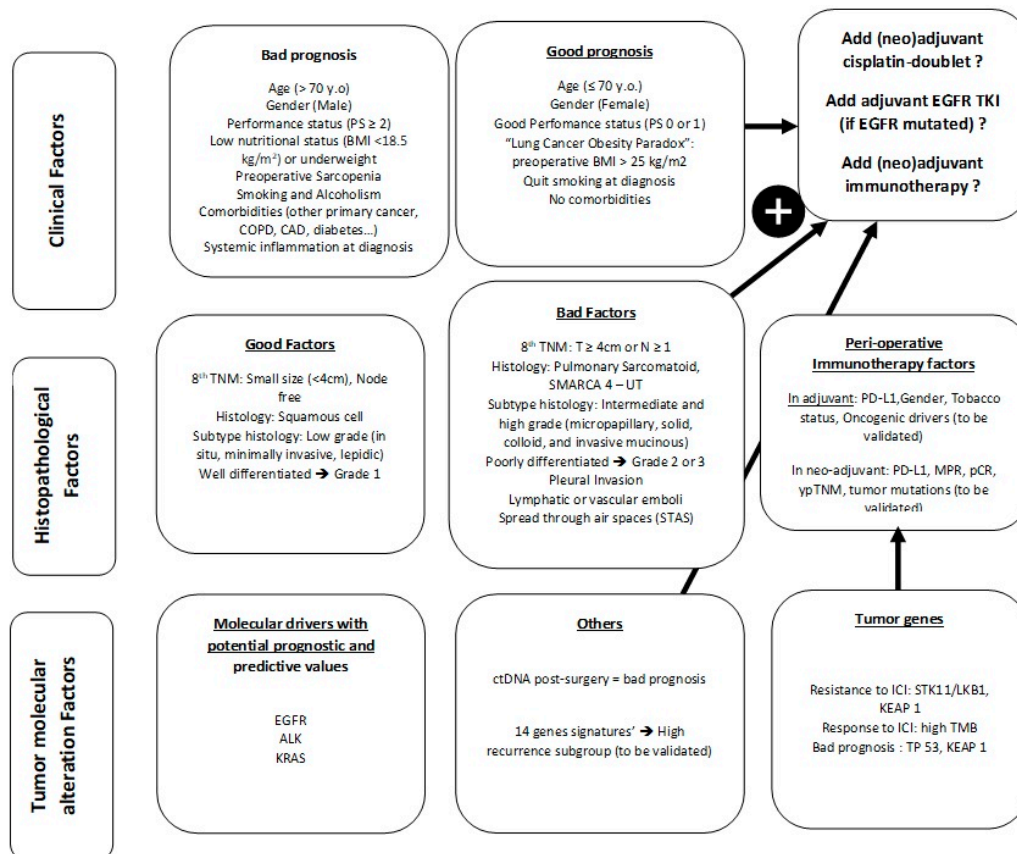 Clinical Factors
Bad prognosis
Age (> 70 y.o)
Gender (Male)
Performance status (PS ≥ 2)
Low nutritional status (BMI <18.5
kg/m²) or underweight
Preoperative Sarcopenia
Smoking and Alcoholism
Comorbidities (other primary cancer,
COPD, CAD, diabetes...)
Systemic inflammation at diagnosis
Good prognosis
Age (≤ 70 y.o.)
Gender (Female)
Good Perfomance status (PS 0 or 1)
"Lung Cancer Obesity Paradox":
preoperative BMI > 25 kg/m2
Quit smoking at diagnosis
No comorbidities
Add (neo)adjuvant
cisplatin-doublet ?
Add adjuvant EGFR TKI
(if EGFR mutated) ?
Add (neo)adjuvant
immunotherapy ?
+
Histopathological
Factors
Good Factors
8th TNM: Small size (<4cm), Node
free
Histology: Squamous cell
Subtype histology: Low grade (in
situ, minimally invasive, lepidic)
Well differentiated ➔ Grade 1
Bad Factors
8th TNM: T ≥ 4cm or N ≥ 1
Histology: Pulmonary Sarcomatoid,
SMARCA 4 – UT
Subtype histology: Intermediate and
high grade (micropapillary, solid,
colloid, and invasive mucinous)
Poorly differentiated ➔ Grade 2 or 3
Pleural Invasion
Lymphatic or vascular emboli
Spread through air spaces (STAS)
Peri-operative
Immunotherapy factors
In adjuvant: PD-L1,Gender, Tobacco
status, Oncogenic drivers (to be
validated)
In neo-adjuvant: PD-L1, MPR, pCR,
ypTNM, tumor mutations (to be
validated)
Tumor molecular
alteration Factors
Molecular drivers with
potential prognostic and
predictive values
EGFR
ALK
KRAS
Others
ctDNA post-surgery = bad prognosis
14 genes signatures' ➔ High
recurrence subgroup (to be validated)
Tumor genes
Resistance to ICI: STK11/LKB1,
KEAP 1
Response to ICI: high TMB
Bad prognosis : TP 53, KEAP 1